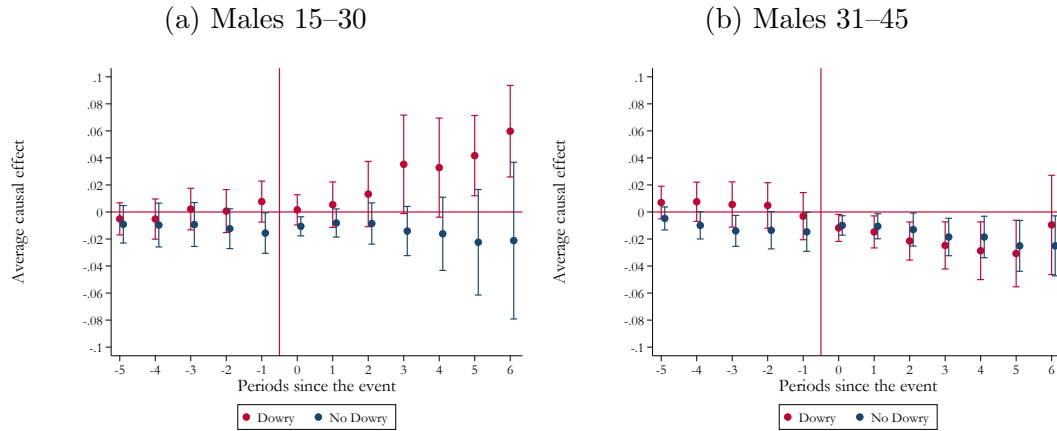 (a) Males 15–30
(b) Males 31–45
Average causal effect
.1
.08
.06
.04
.02
0
-.02
-.04
-.06
-.08
-.1
-5 -4 -3 -2 -1 0 1 2 3 4 5 6
Periods since the event
Dowry No Dowry
Average causal effect
.1
.08
.06
.04
.02
0
-.02
-.04
-.06
-.08
-.1
-5 -4 -3 -2 -1 0 1 2 3 4 5 6
Periods since the event
Dowry No Dowry